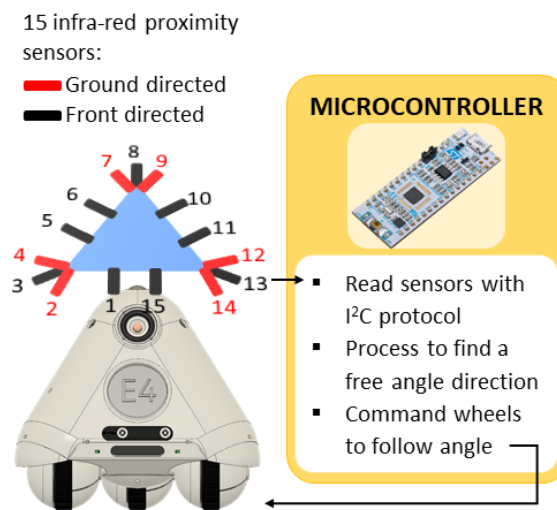 15 infra-red proximity
sensors:
Ground directed
Front directed
8
7 9
6 10
5 11
4 12
3 13
2 14
1 15
E4
MICROCONTROLLER
▪ Read sensors with
I²C protocol
▪ Process to find a
free angle direction
▪ Command wheels
to follow angle